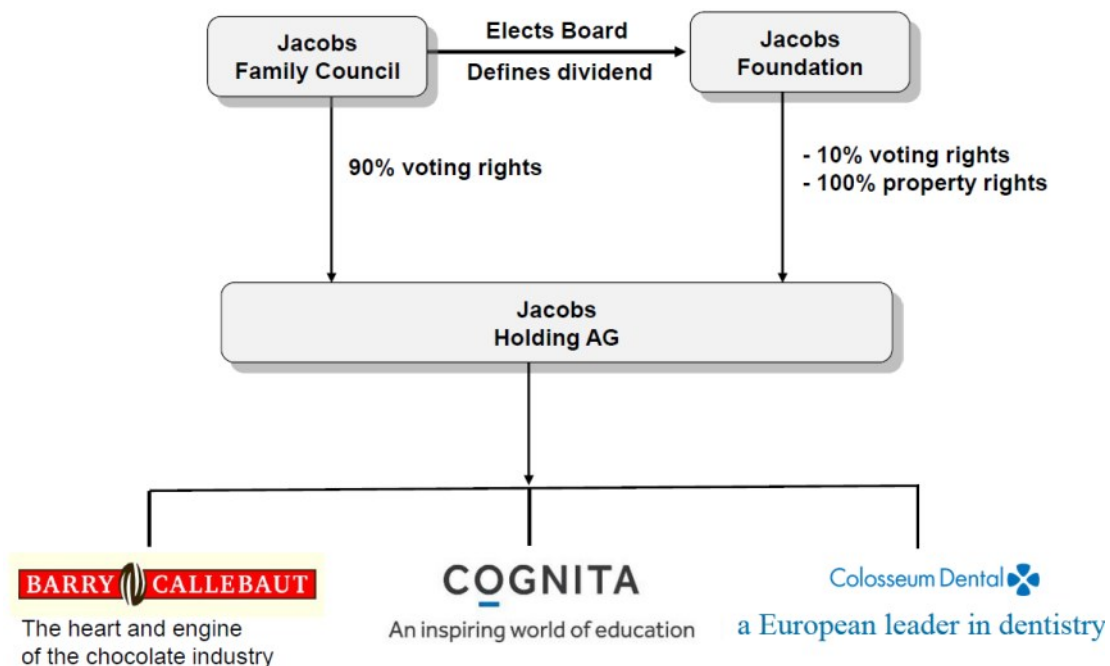 Jacobs
Family Council
Elects Board
Defines dividend
Jacobs
Foundation
90% voting rights
- 10% voting rights
- 100% property rights
Jacobs
Holding AG
BARRY CALLEBAUT
The heart and engine
of the chocolate industry
COGNITA
An inspiring world of education
Colosseum Dental
a European leader in dentistry